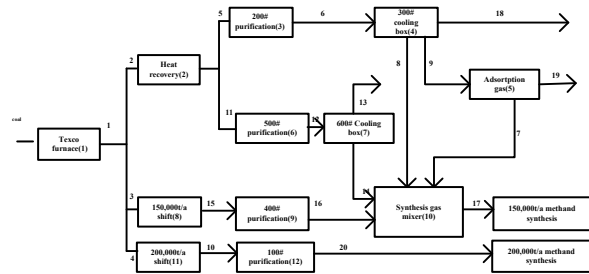 5
200#
purification(3)
6
300#
cooling
box(4)
18
2
Heat
recovery(2)
8
9
Adsortption
gas(5)
19
coal
Texco
furnace(1)
1
11
500#
purification(6)
12
13
600# Cooling
box(7)
7
14
3
150,000t/a
shift(8)
15
400#
purification(9)
16
Synthesis gas
mixer(10)
17
150,000t/a methand
synthesis
4
200,000t/a
shift(11)
10
100#
purification(12)
20
200,000t/a methand
synthesis